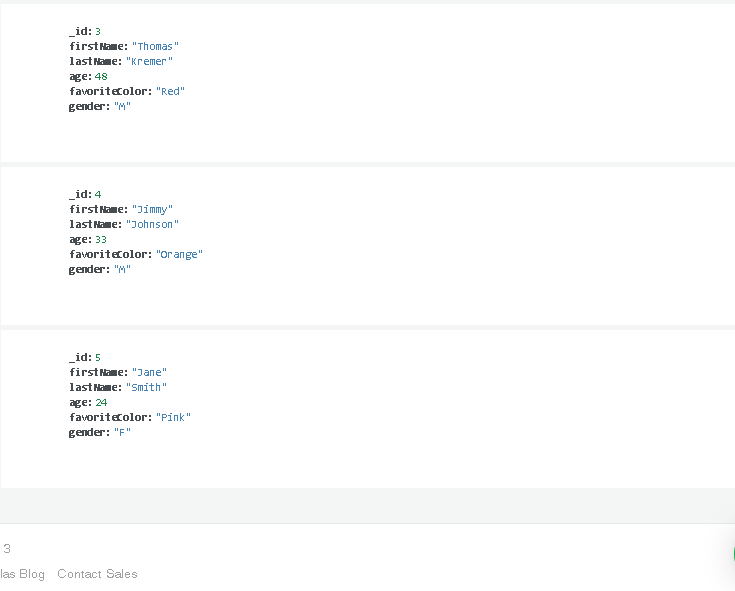 _id: 3
firstName: "Thomas"
lastName: "Kremer"
age: 48
favoriteColor: "Red"
gender: "M"
_id: 4
firstName: "Jimmy"
lastName: "Johnson"
age: 33
favoriteColor: "Orange"
gender: "M"
_id: 5
firstName: "Jane"
lastName: "Smith"
age: 24
favoriteColor: "Pink"
gender: "F"
3
las Blog Contact Sales